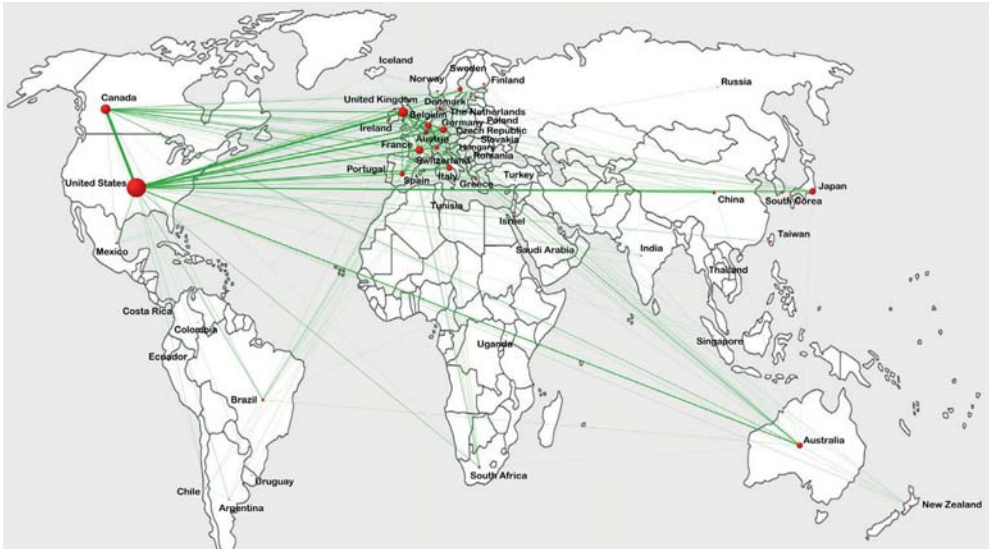 Iceland
Sweden
Norway
Finland
Russia
Canada
United Kingdom
Denmark
The Netherlands
Belgium
Germany
Poland
Ireland
Czech Republic
Austria
Slovakia
France
Hungary
Romania
Switzerland
Portugal
Italy
Turkey
Spain
Greece
United States
Japan
China
South Corea
Tunisia
Israel
Taiwan
Mexico
Saudi Arabia
India
Thailand
Costa Rica
Colombia
Singapore
Uganda
Ecuador
Brazil
Australia
South Africa
Uruguay
Chile
Argentina
New Zealand